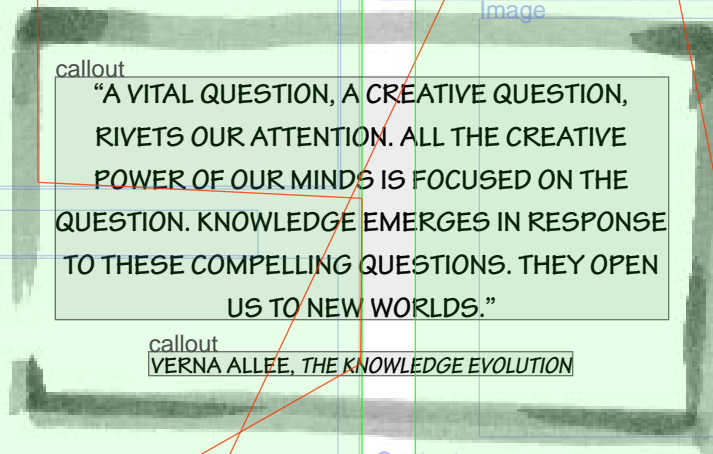 Image
callout
“A VITAL QUESTION, A CREATIVE QUESTION,
RIVETS OUR ATTENTION. ALL THE CREATIVE
POWER OF OUR MINDS IS FOCUSED ON THE
QUESTION. KNOWLEDGE EMERGES IN RESPONSE
TO THESE COMPELLING QUESTIONS. THEY OPEN
US TO NEW WORLDS.”
callout
VERNA ALLEE, THE KNOWLEDGE EVOLUTION